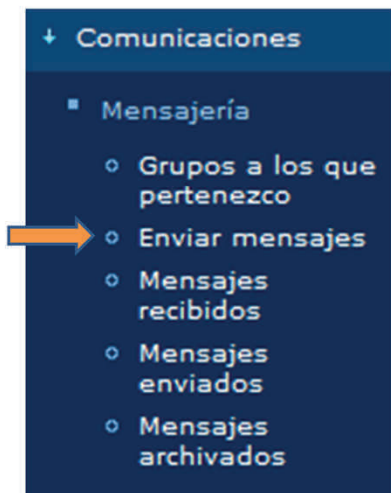 Comunicaciones
Mensajería
Grupos a los que
pertenezco
Enviar mensajes
Mensajes
recibidos
Mensajes
enviados
Mensajes
archivados